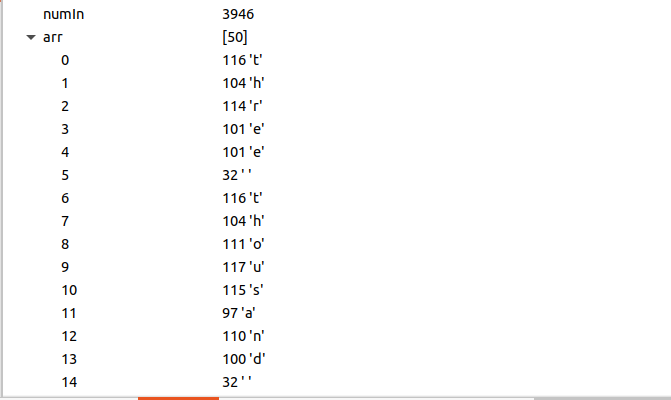 numIn 3946
arr [50]
0 116 't'
1 104 'h'
2 114 'r'
3 101 'e'
4 101 'e'
5 32 ' '
6 116 't'
7 104 'h'
8 111 'o'
9 117 'u'
10 115 's'
11 97 'a'
12 110 'n'
13 100 'd'
14 32 ' '